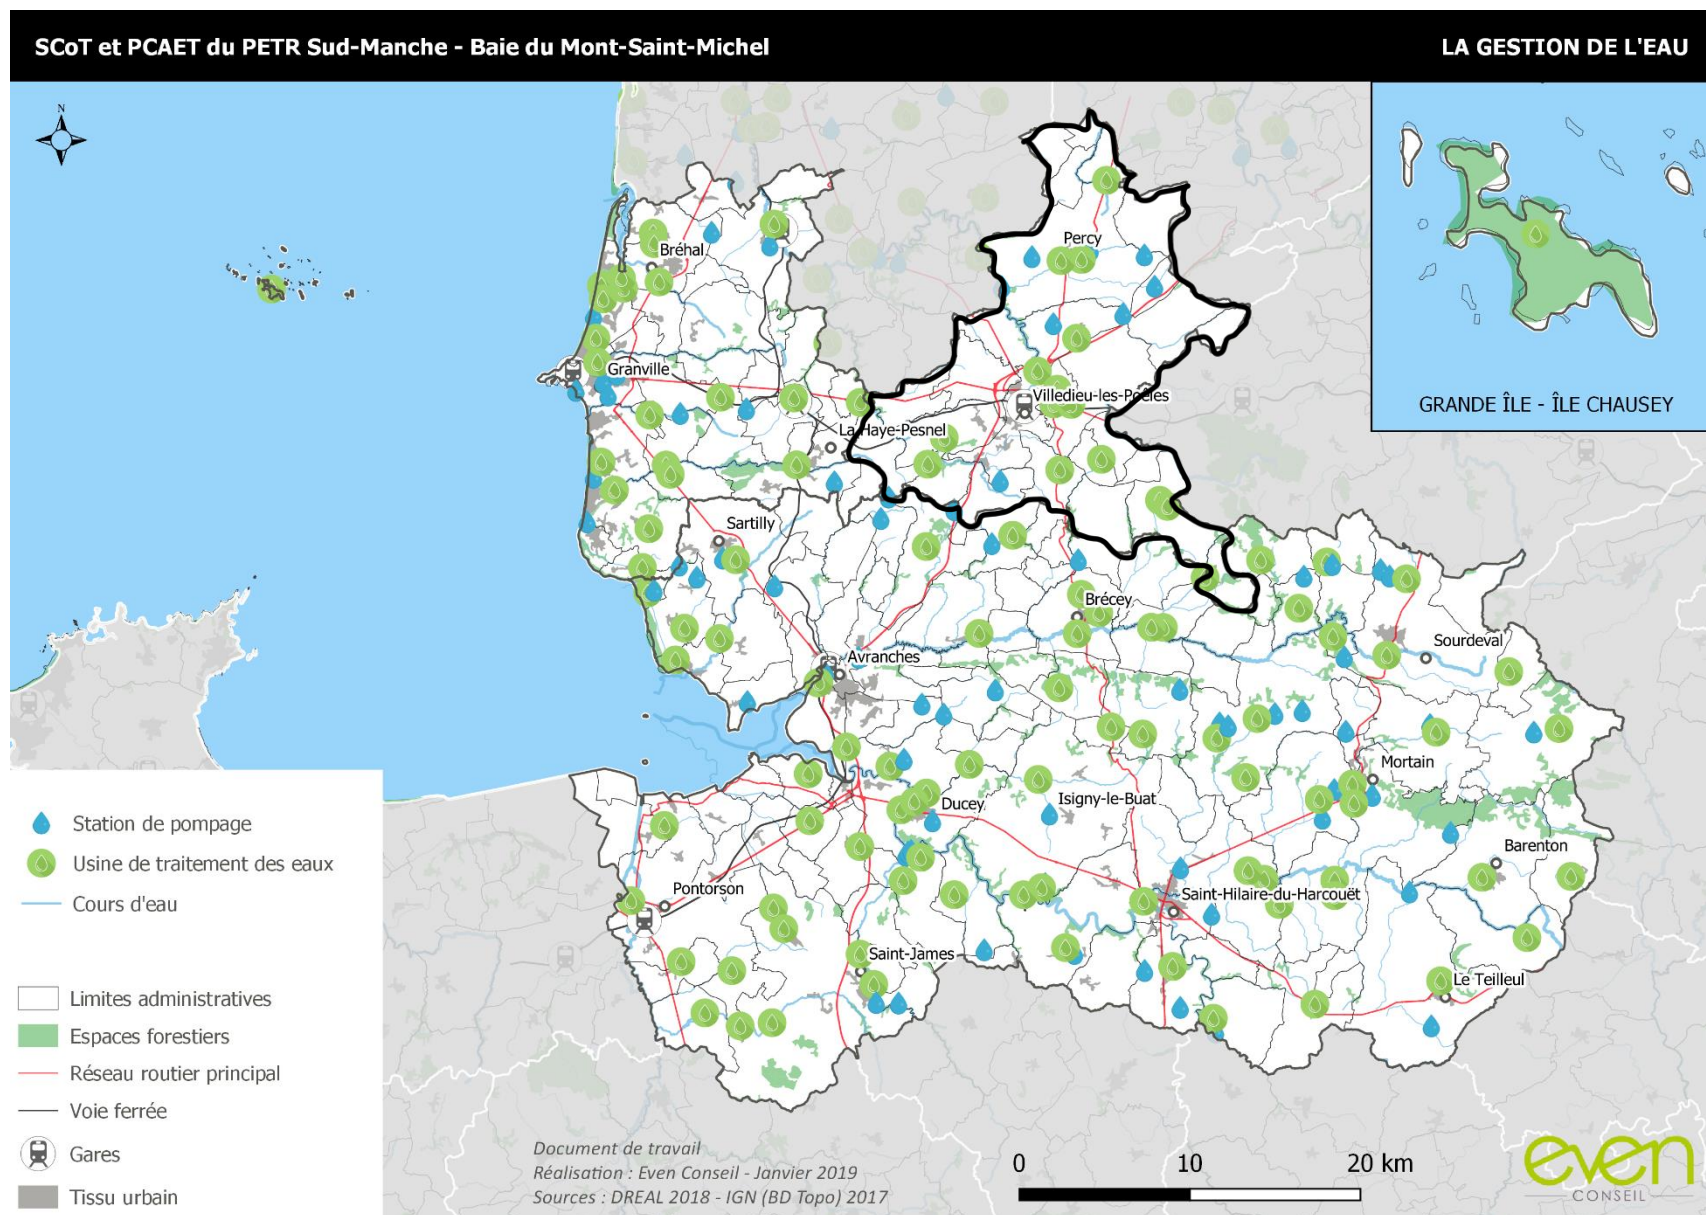 SCoT et PCAET du PETR Sud-Manche - Baie du Mont-Saint-Michel
LA GESTION DE L'EAU
N
GRANDE ÎLE - ÎLE CHAUSEY
Percy
Bréhal
Granville
Villedieu-les-Poêles
La Haye-Pesnel
Sartilly
Brécey
Sourdeval
Avranches
Mortain
Isigny-le-Buat
Ducey
Barenton
Pontorson
Saint-Hilaire-du-Harcouët
Saint-James
Le Teilleul
Station de pompage
Usine de traitement des eaux
Cours d'eau
Limites administratives
Espaces forestiers
Réseau routier principal
Voie ferrée
Gares
Tissu urbain
Document de travail
Réalisation : Even Conseil - Janvier 2019
Sources : DREAL 2018 - IGN (BD Topo) 2017
0 10 20 km
even
CONSEIL